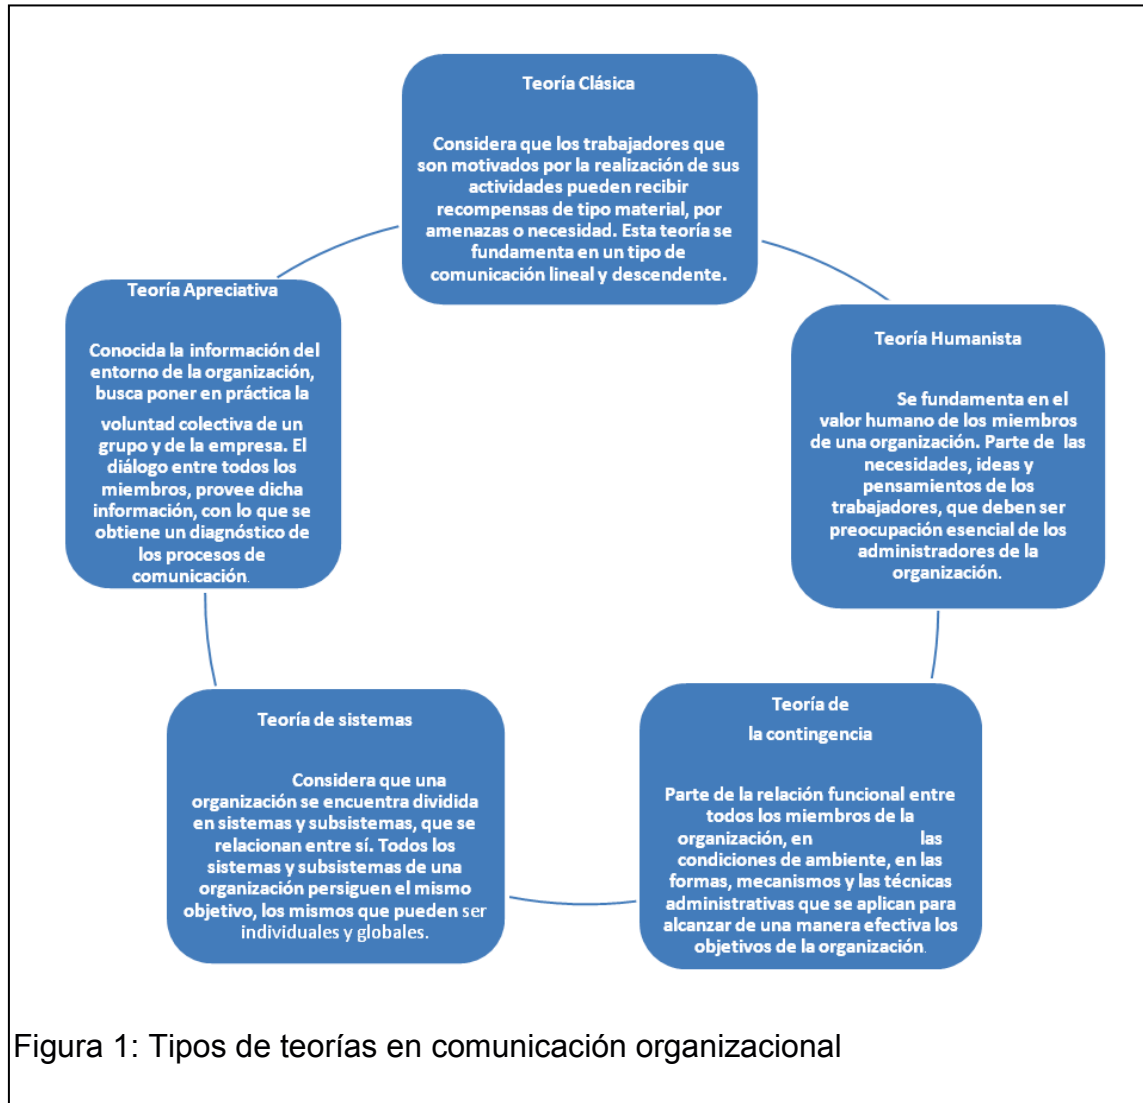 Teoría Clásica
Considera que los trabajadores que
son motivados por la realización de sus
actividades pueden recibir
recompensas de tipo material, por
amenazas o necesidad. Esta teoría se
fundamenta en un tipo de
comunicación lineal y descendente.
Teoría Humanista
Se fundamenta en el
valor humano de los miembros
de una organización. Parte de las
necesidades, ideas y
pensamientos de los
trabajadores, que deben ser
preocupación esencial de los
administradores de la
organización.
Teoría de
la contingencia
Parte de la relación funcional entre
todos los miembros de la
organización, en las
condiciones de ambiente, en las
formas, mecanismos y las técnicas
administrativas que se aplican para
alcanzar de una manera efectiva los
objetivos de la organización.
Teoría de sistemas
Considera que una
organización se encuentra dividida
en sistemas y subsistemas, que se
relacionan entre sí. Todos los
sistemas y subsistemas de una
organización persiguen el mismo
objetivo, los mismos que pueden ser
individuales y globales.
Teoría Apreciativa
Conocida la información del
entorno de la organización,
busca poner en práctica la
voluntad colectiva de un
grupo y de la empresa. El
diálogo entre todos los
miembros, provee dicha
información, con lo que se
obtiene un diagnóstico de
los procesos de
comunicación.
Figura 1: Tipos de teorías en comunicación organizacional